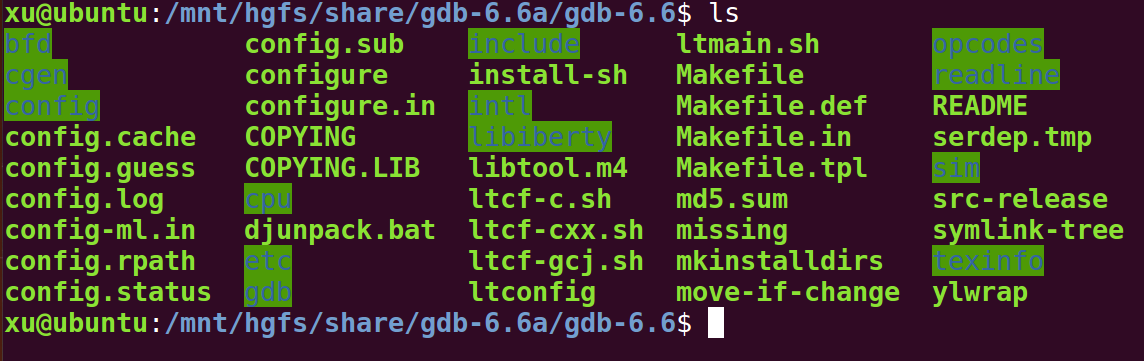 xu@ubuntu:/mnt/hgfs/share/gdb-6.6a/gdb-6.6$ ls
bfd config.sub include ltmain.sh opcodes
cgen configure install-sh Makefile readline
config configure.in intl Makefile.def README
config.cache COPYING libiberty Makefile.in serdep.tmp
config.guess COPYING.LIB libtool.m4 Makefile.tpl sim
config.log cpu ltcf-c.sh md5.sum src-release
config-ml.in djunpack.bat ltcf-cxx.sh missing symlink-tree
config.rpath etc ltcf-gcj.sh mkinstalldirs texinfo
config.status gdb ltconfig move-if-change ylwrap
xu@ubuntu:/mnt/hgfs/share/gdb-6.6a/gdb-6.6$